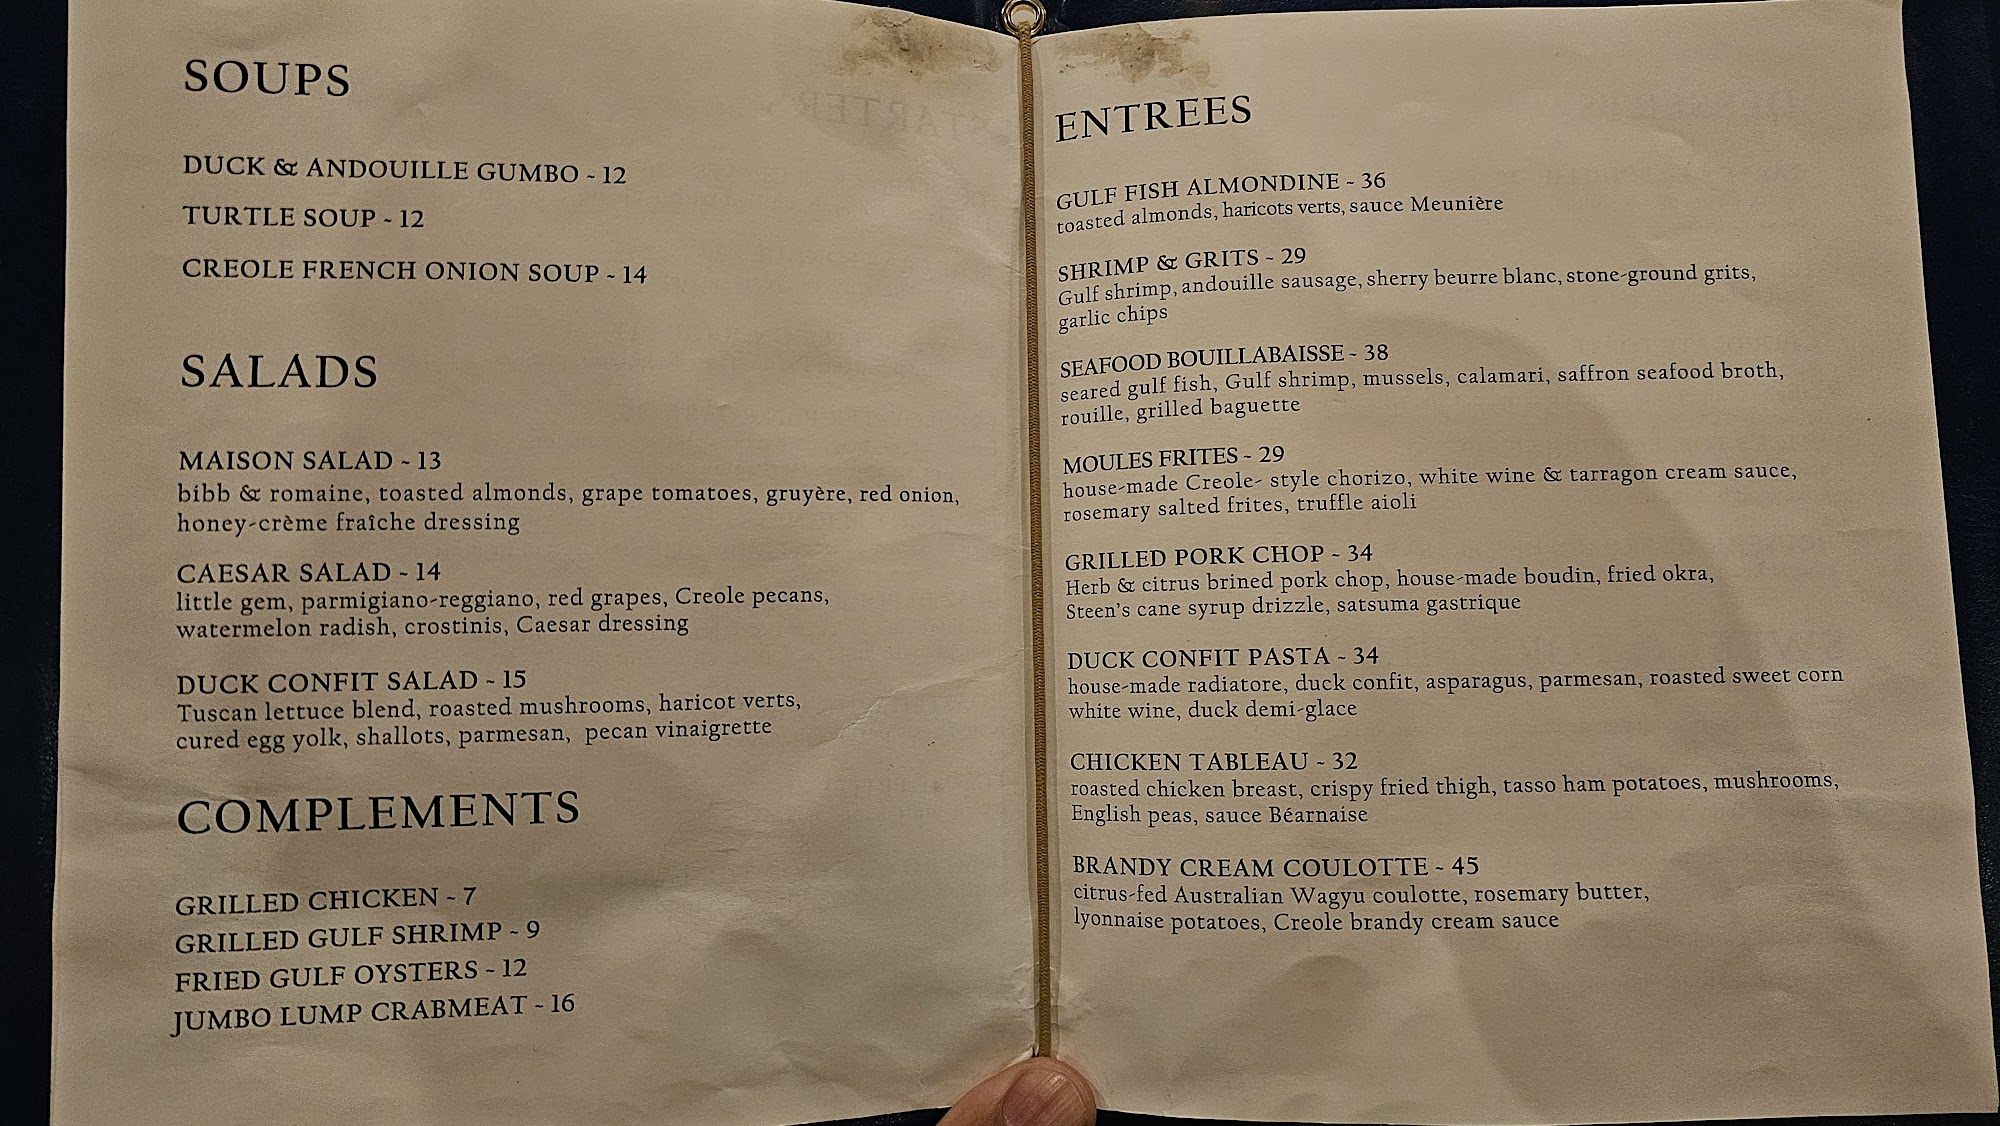 SOUPS
DUCK & ANDOUILLE GUMBO ~ 12
TURTLE SOUP ~ 12
CREOLE FRENCH ONION SOUP ~ 14
SALADS
MAISON SALAD ~ 13
bibb & romaine, toasted almonds, grape tomatoes, gruyère, red onion,
honey-crème fraîche dressing
CAESAR SALAD ~ 14
little gem, parmigiano-reggiano, red grapes, Creole pecans,
watermelon radish, crostinis, Caesar dressing
DUCK CONFIT SALAD ~ 15
Tuscan lettuce blend, roasted mushrooms, haricot verts,
cured egg yolk, shallots, parmesan, pecan vinaigrette
COMPLEMENTS
GRILLED CHICKEN ~ 7
GRILLED GULF SHRIMP ~ 9
FRIED GULF OYSTERS ~ 12
JUMBO LUMP CRABMEAT ~ 16
ENTREES
GULF FISH ALMONDINE ~ 36
toasted almonds, haricots verts, sauce Meunière
SHRIMP & GRITS ~ 29
Gulf shrimp, andouille sausage, sherry beurre blanc, stone-ground grits,
garlic chips
SEAFOOD BOUILLABAISSE ~ 38
seared gulf fish, Gulf shrimp, mussels, calamari, saffron seafood broth,
rouille, grilled baguette
MOULES FRITES ~ 29
house-made Creole- style chorizo, white wine & tarragon cream sauce,
rosemary salted frites, truffle aioli
GRILLED PORK CHOP ~ 34
Herb & citrus brined pork chop, house-made boudin, fried okra,
Steen's cane syrup drizzle, satsuma gastrique
DUCK CONFIT PASTA ~ 34
house-made radiatore, duck confit, asparagus, parmesan, roasted sweet corn
white wine, duck demi-glace
CHICKEN TABLEAU ~ 32
roasted chicken breast, crispy fried thigh, tasso ham potatoes, mushrooms,
English peas, sauce Béarnaise
BRANDY CREAM COULOTTE ~ 45
citrus-fed Australian Wagyu coulotte, rosemary butter,
lyonnaise potatoes, Creole brandy cream sauce